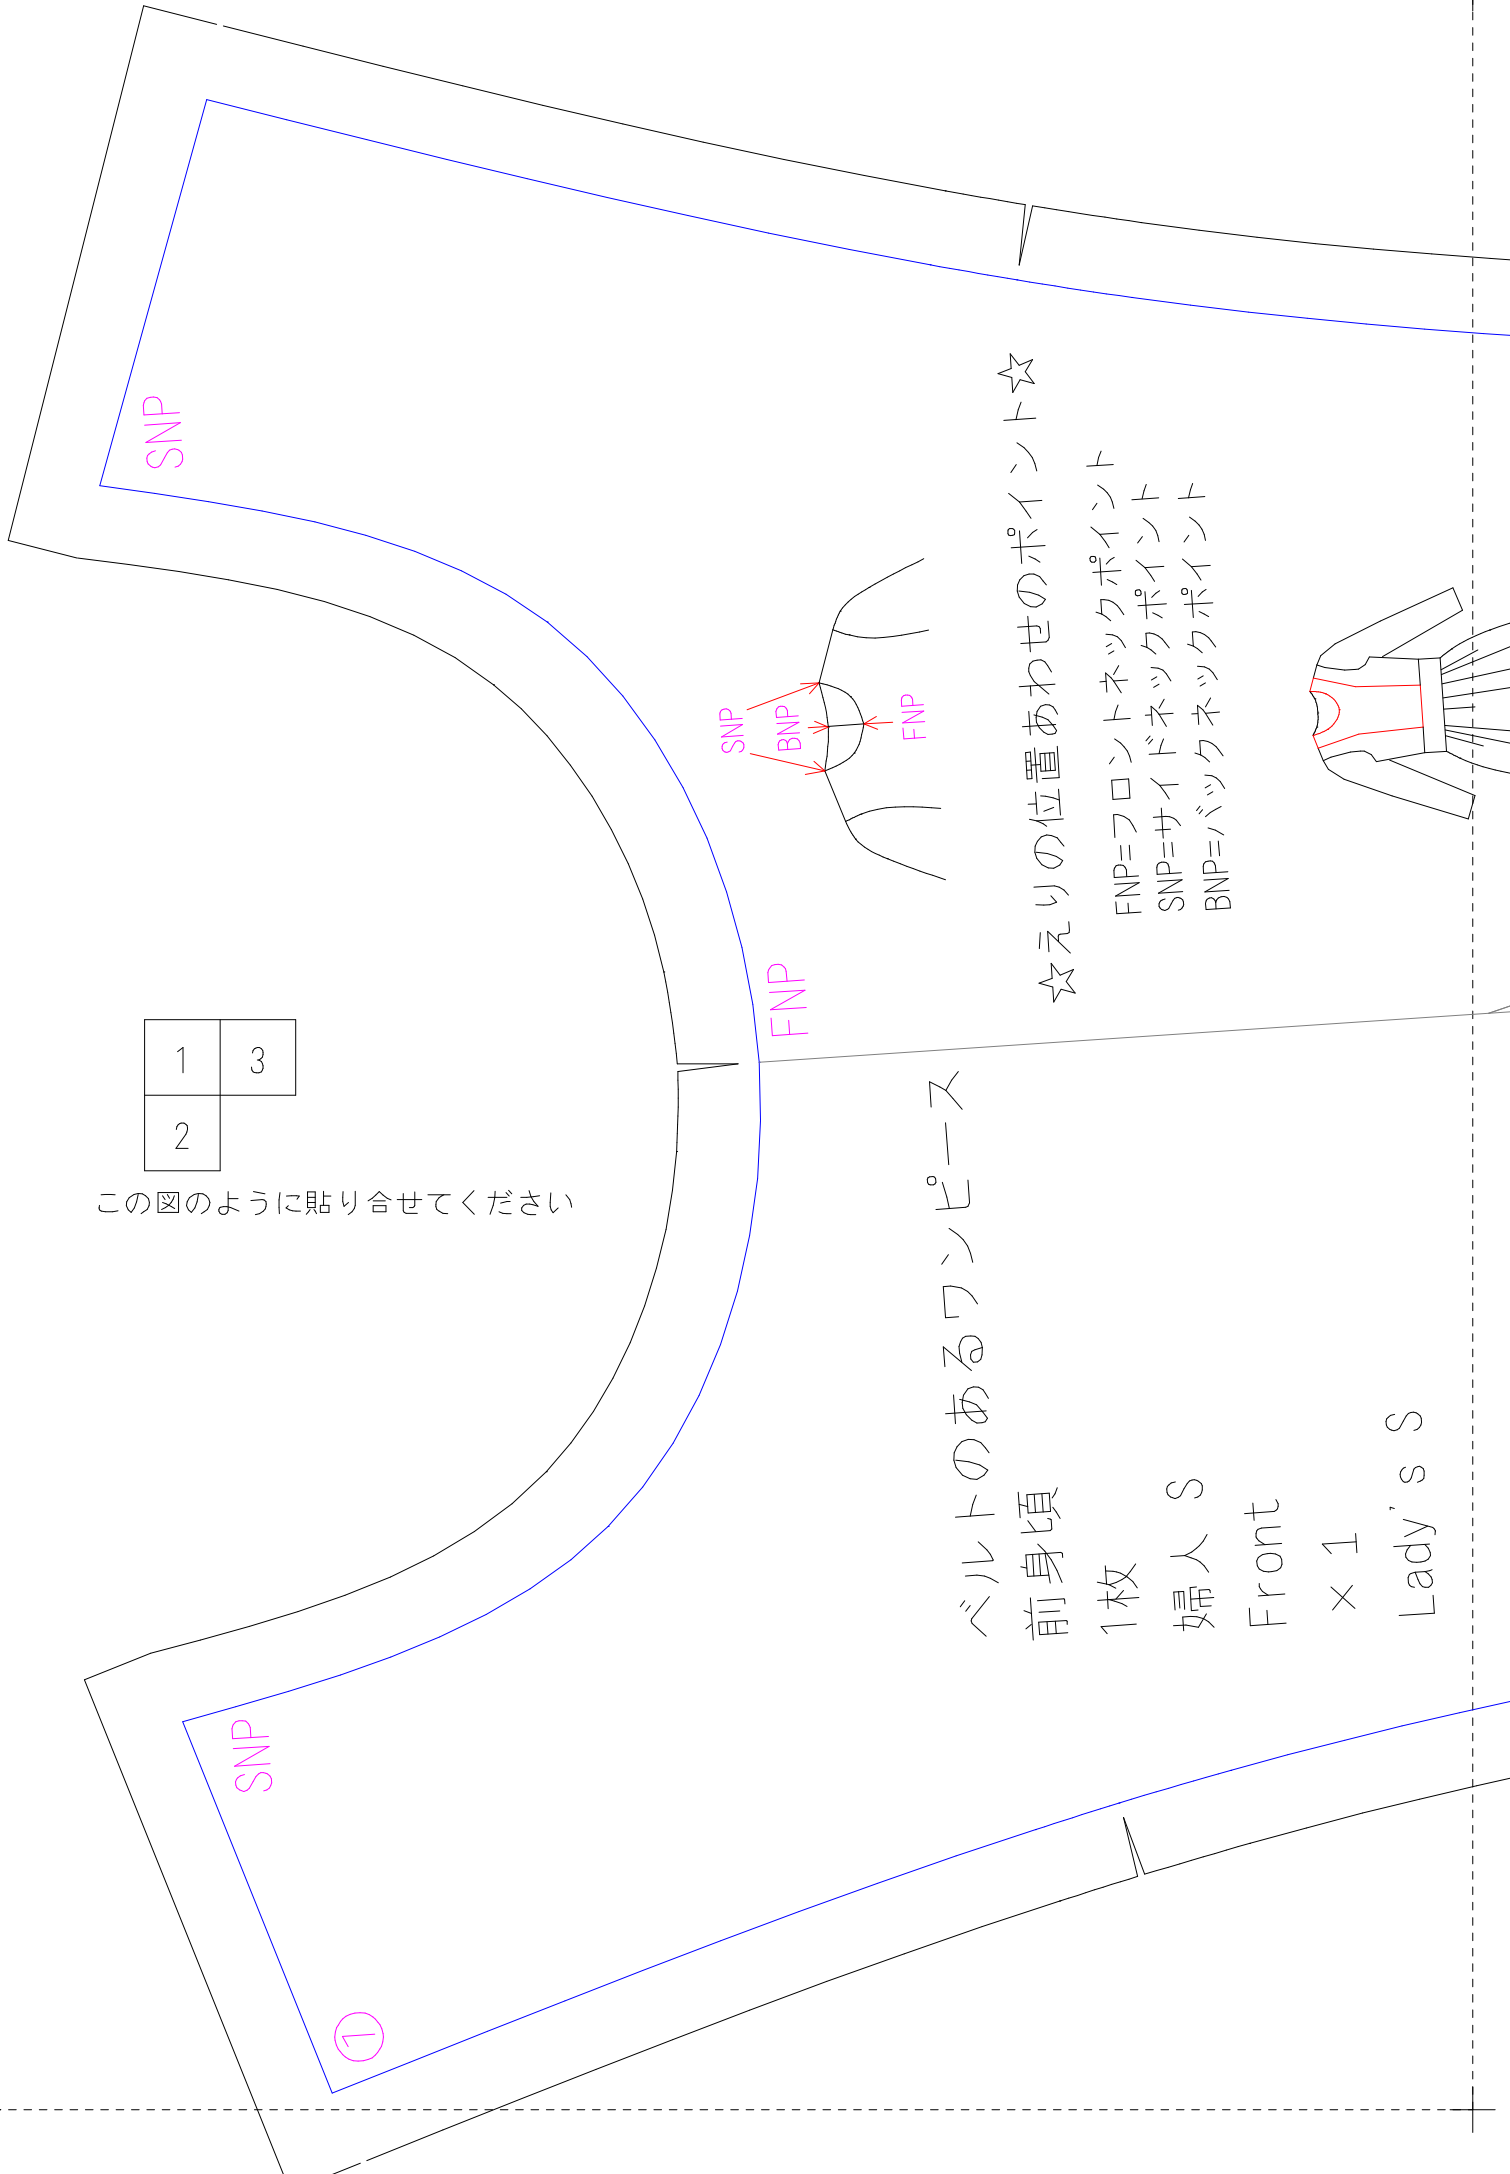 SNP
SNP
BNP
FNP
☆えりの位置あわせのポイント☆
FNP=フロントネックポイント
SNP=サイドネックポイント
BNP=バックネックポイント
FNP
1 3
2
この図のように貼り合せてください
ベルトのあるワンピース
前身頃
1枚
婦人 S
Front
×1
Lady's S
SNP
①